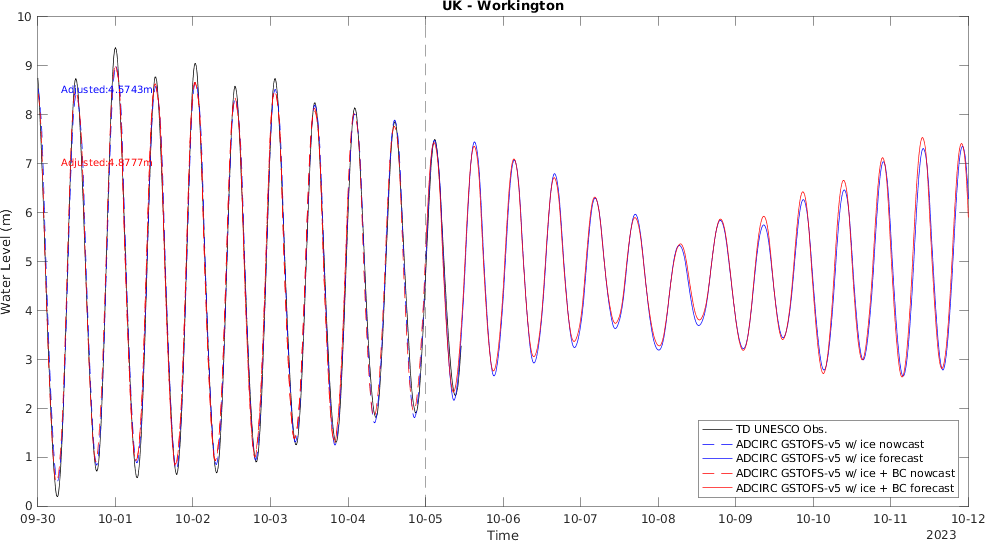 UK - Workington
10
9
8
7
6
5
4
3
2
1
0
Water Level (m)
Adjusted:4.5743m
Adjusted:4.8777m
TD UNESCO Obs.
ADCIRC GSTOFS-v5 w/ ice nowcast
ADCIRC GSTOFS-v5 w/ ice forecast
ADCIRC GSTOFS-v5 w/ ice + BC nowcast
ADCIRC GSTOFS-v5 w/ ice + BC forecast
09-30 10-01 10-02 10-03 10-04 10-05 10-06 10-07 10-08 10-09 10-10 10-11 10-12
Time
2023